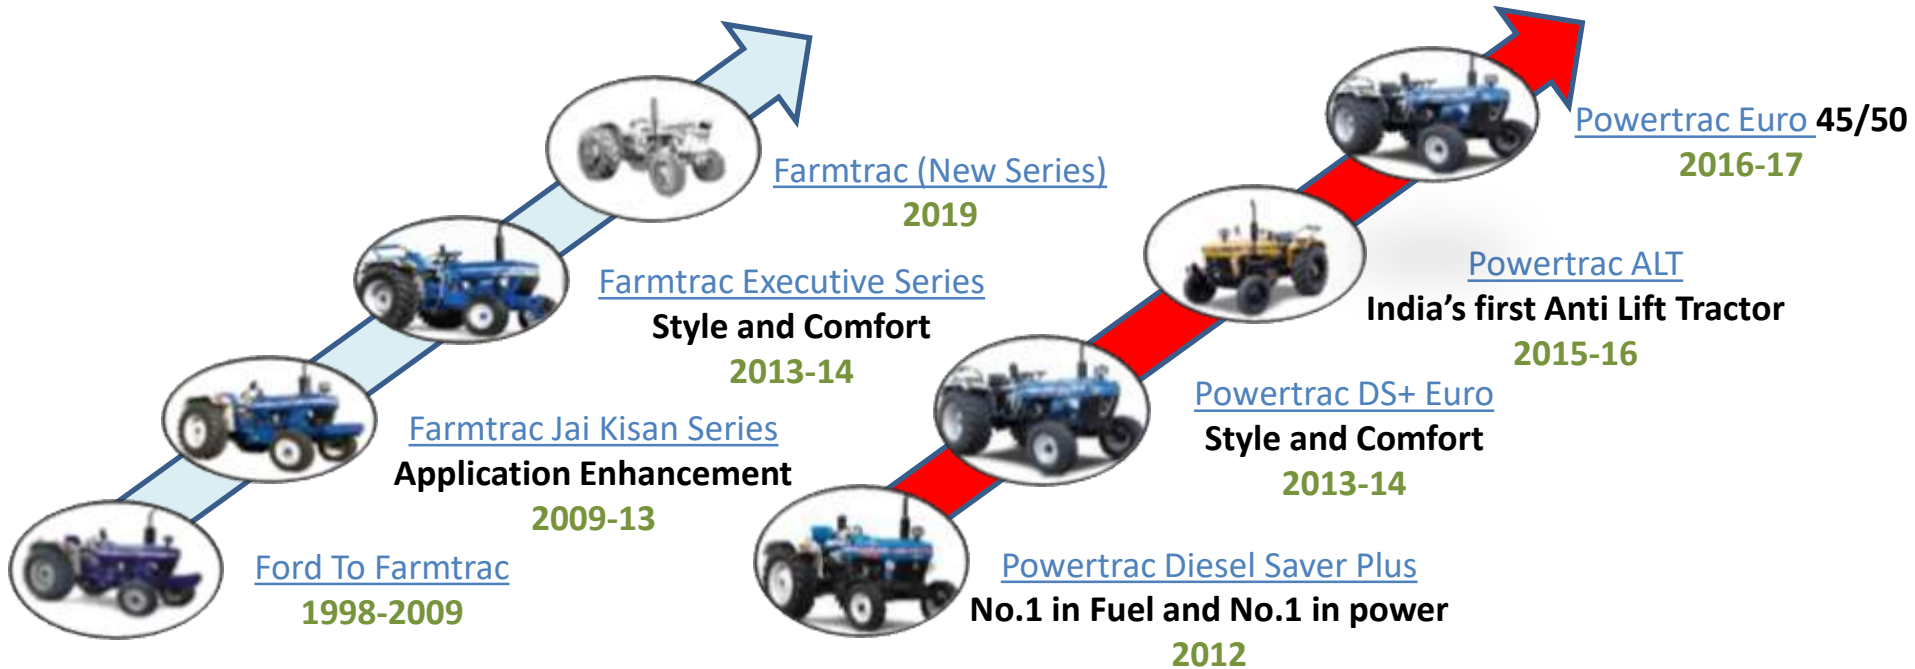 Farmtrac (New Series)
2019
Farmtrac Executive Series
Style and Comfort
2013-14
Farmtrac Jai Kisan Series
Application Enhancement
2009-13
Ford To Farmtrac
1998-2009
Powertrac Euro 45/50
2016-17
Powertrac ALT
India's first Anti Lift Tractor
2015-16
Powertrac DS+ Euro
Style and Comfort
2013-14
Powertrac Diesel Saver Plus
No.1 in Fuel and No.1 in power
2012